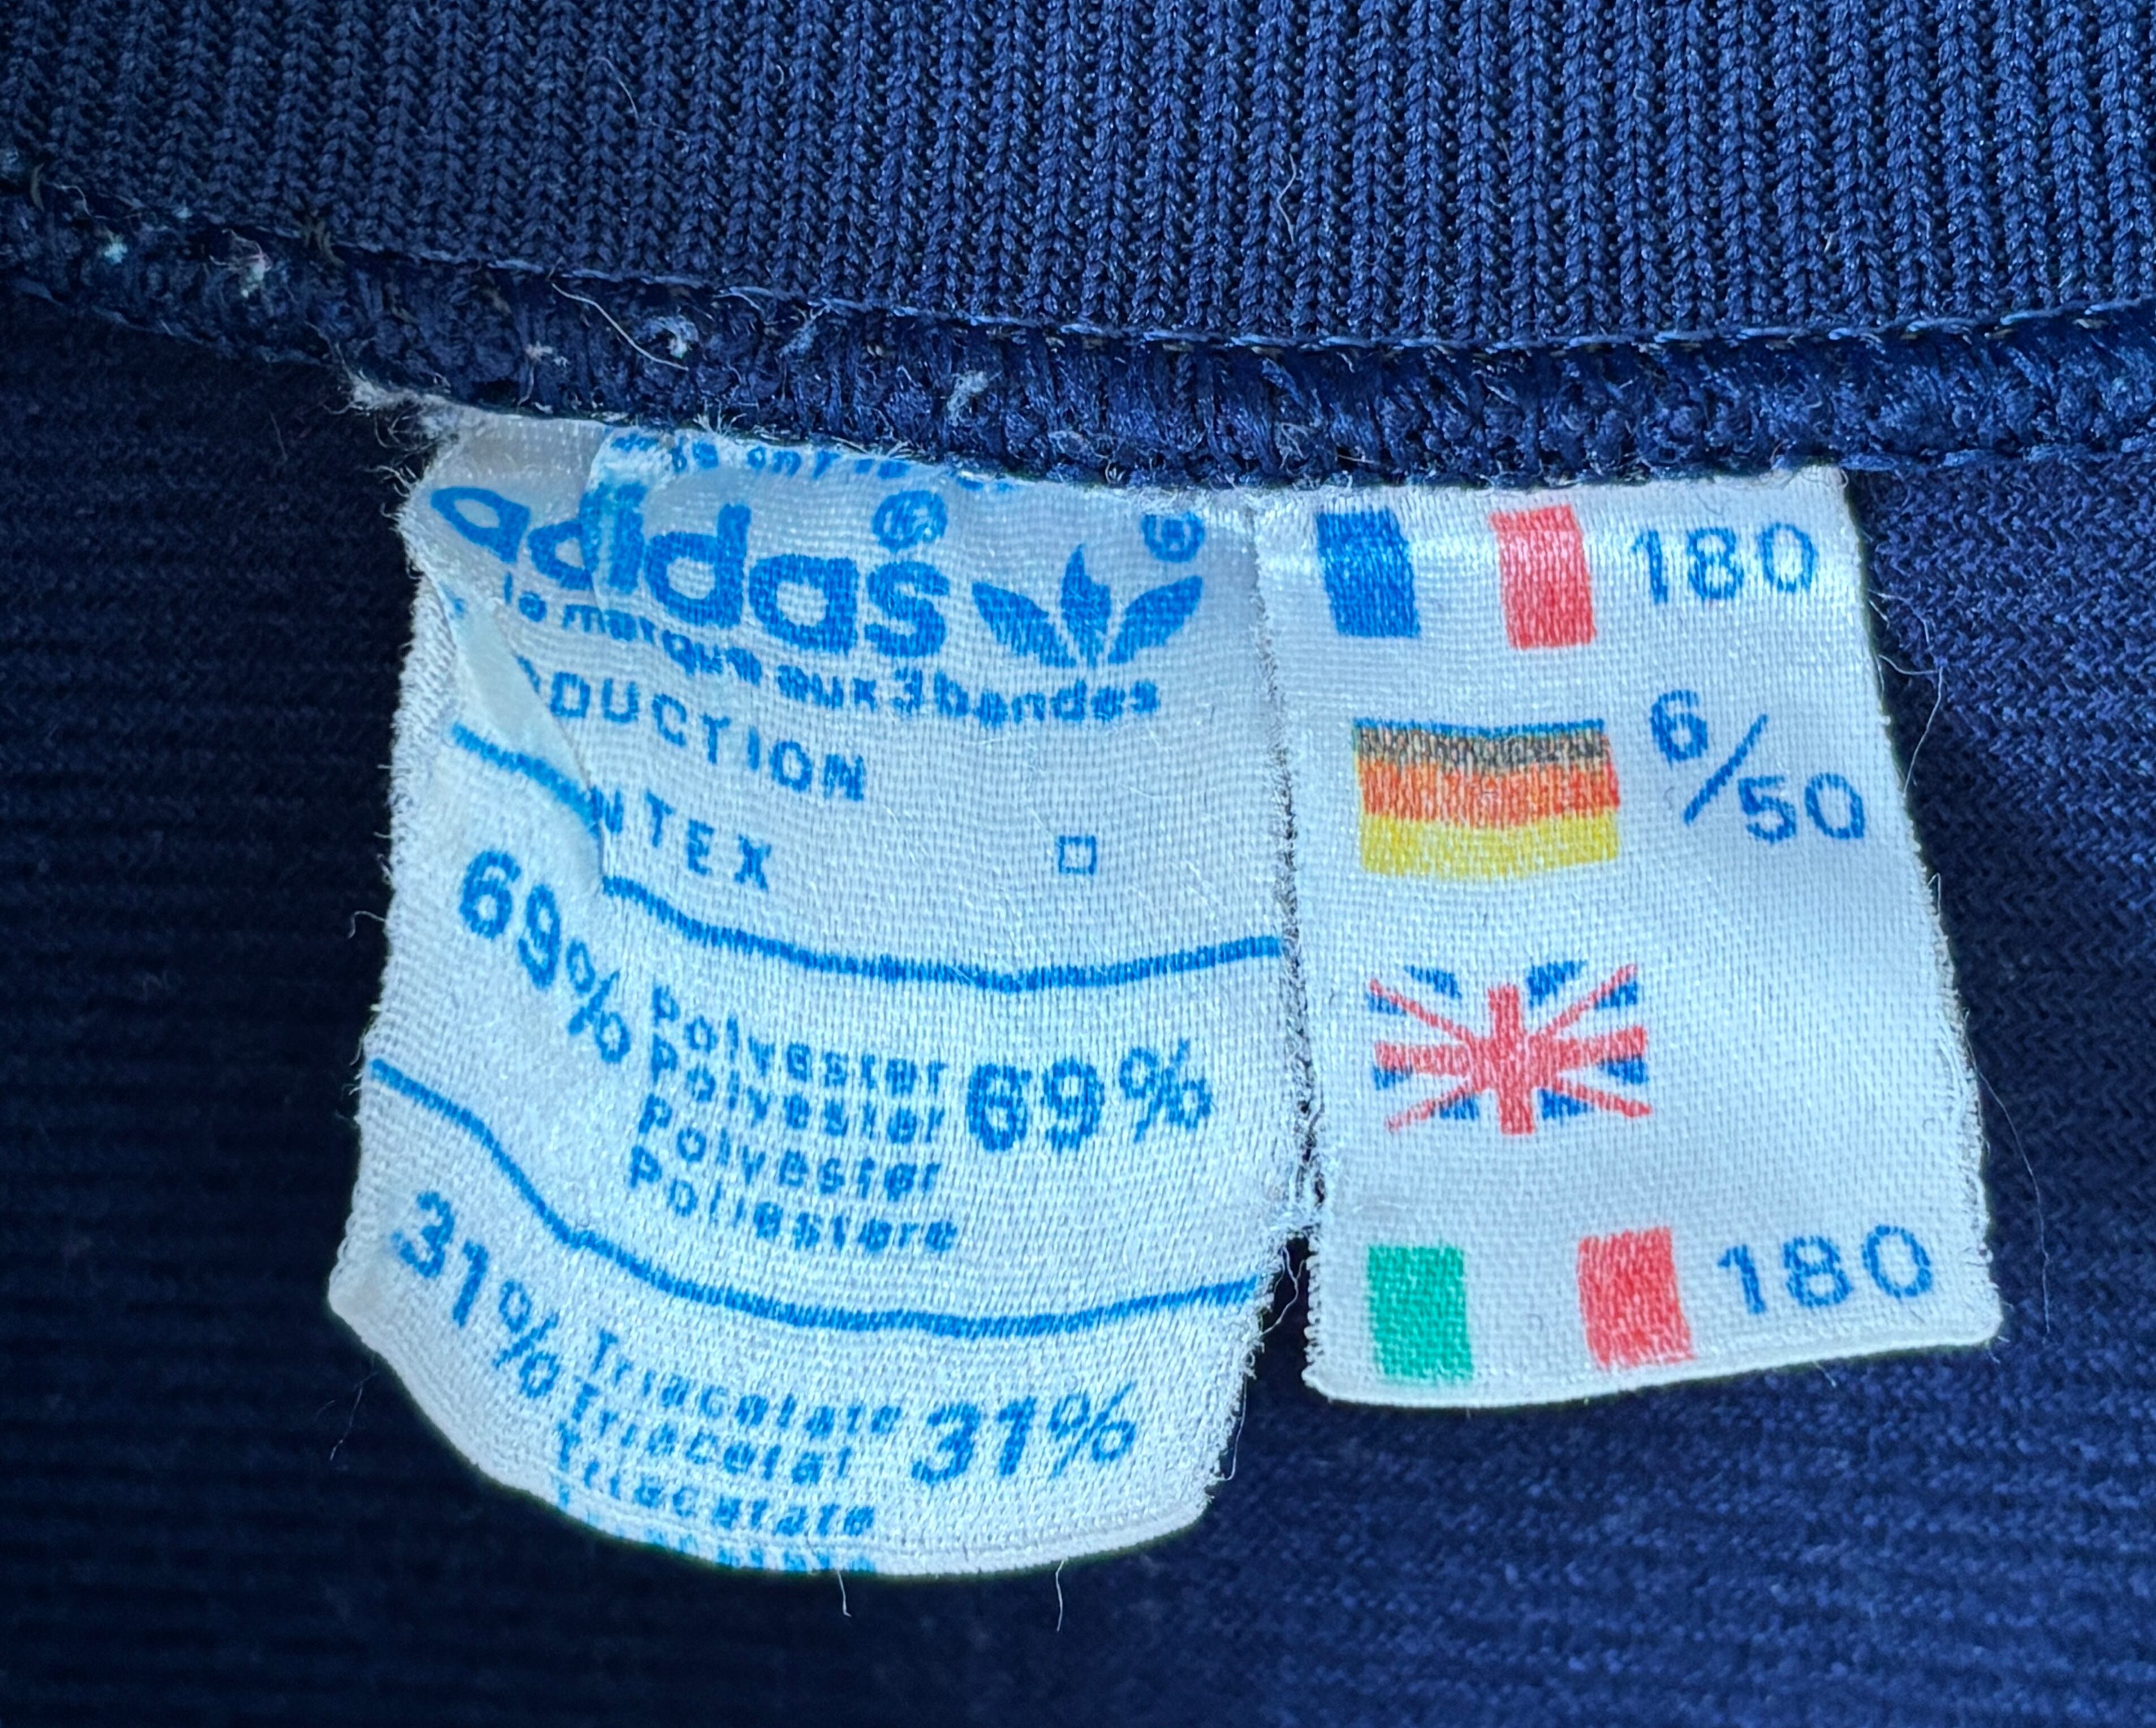 adidas ®
®
la marque aux 3 bandes
DUCTION
NTEX
69% Polyester 69%
Polyester
Polyester
Poliestere
31% Triacetate 31%
Triacetat
Triacetate
180
6/50
180